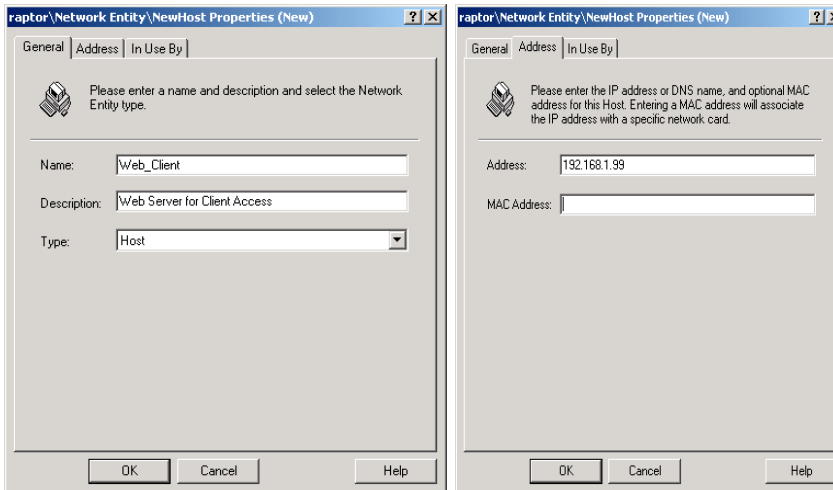 raptor\Network Entity\NewHost Properties (New)
General Address In Use By
Please enter a name and description and select the Network
Entity type.
Name: Web_Client
Description: Web Server for Client Access
Type: Host
OK Cancel Help
raptor\Network Entity\NewHost Properties (New)
General Address In Use By
Please enter the IP address or DNS name, and optional MAC
address for this Host. Entering a MAC address will associate
the IP address with a specific network card.
Address: 192.168.1.99
MAC Address:
OK Cancel Help